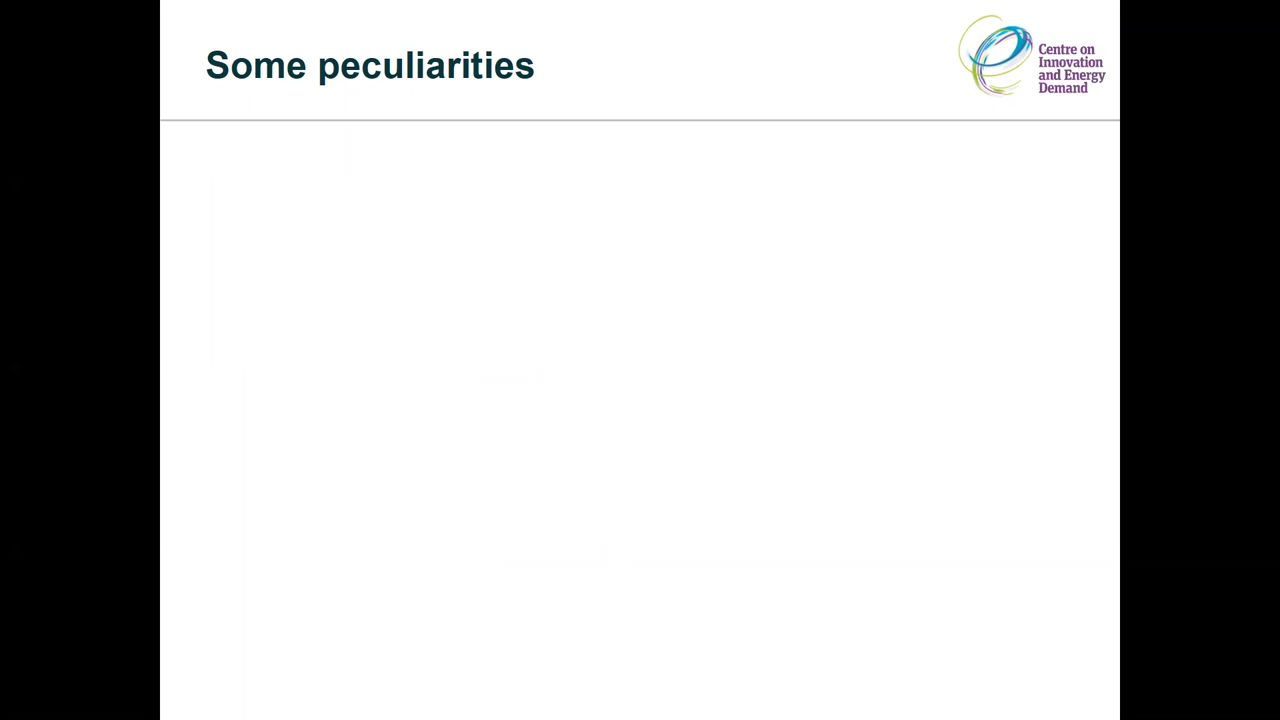 Some peculiarities
Centre on
Innovation
and Energy
Demand